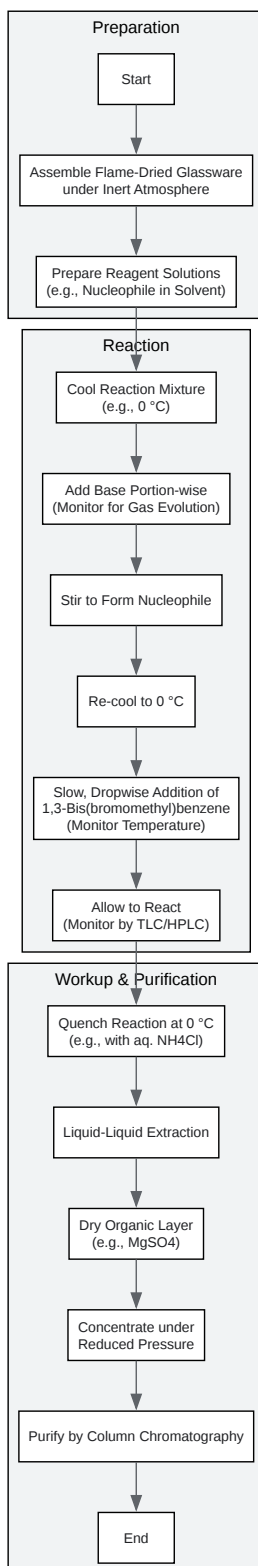 Preparation
Start
Assemble Flame-Dried Glassware
under Inert Atmosphere
Prepare Reagent Solutions
(e.g., Nucleophile in Solvent)
Reaction
Cool Reaction Mixture
(e.g., 0 °C)
Add Base Portion-wise
(Monitor for Gas Evolution)
Stir to Form Nucleophile
Re-cool to 0 °C
Slow, Dropwise Addition of
1,3-Bis(bromomethyl)benzene
(Monitor Temperature)
Allow to React
(Monitor by TLC/HPLC)
Workup & Purification
Quench Reaction at 0 °C
(e.g., with aq. NH4Cl)
Liquid-Liquid Extraction
Dry Organic Layer
(e.g., MgSO4)
Concentrate under
Reduced Pressure
Purify by Column Chromatography
End